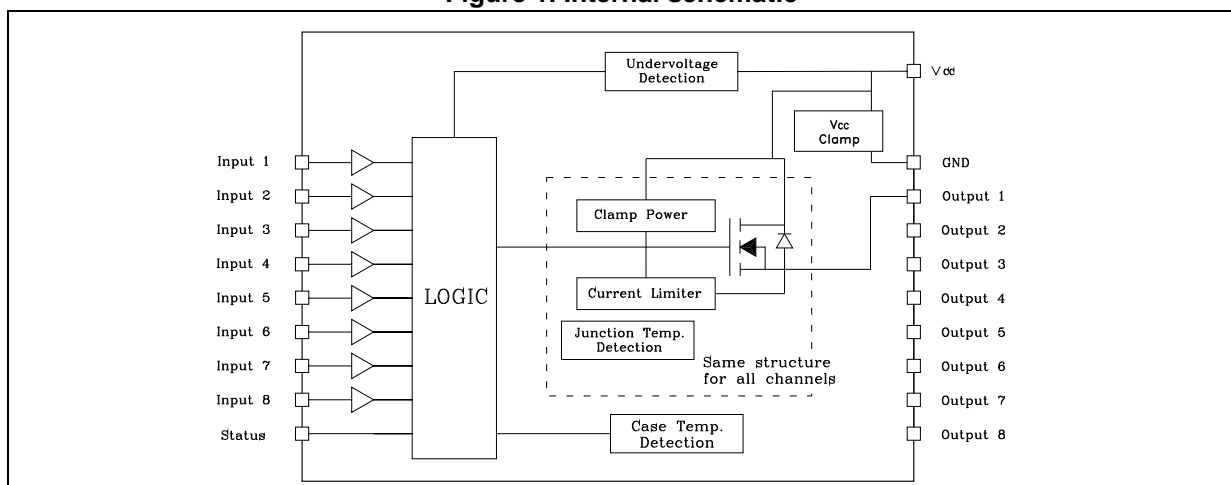 Figure 1. Internal schematic
Undervoltage
Detection
Vcc
Vcc
Clamp
Input 1
GND
Input 2
Output 1
Clamp Power
Input 3
Output 2
Input 4
Output 3
Input 5
LOGIC
Current Limiter
Output 4
Input 6
Junction Temp.
Detection
Output 5
Input 7
Same structure
for all channels
Output 6
Input 8
Output 7
Status
Case Temp.
Detection
Output 8